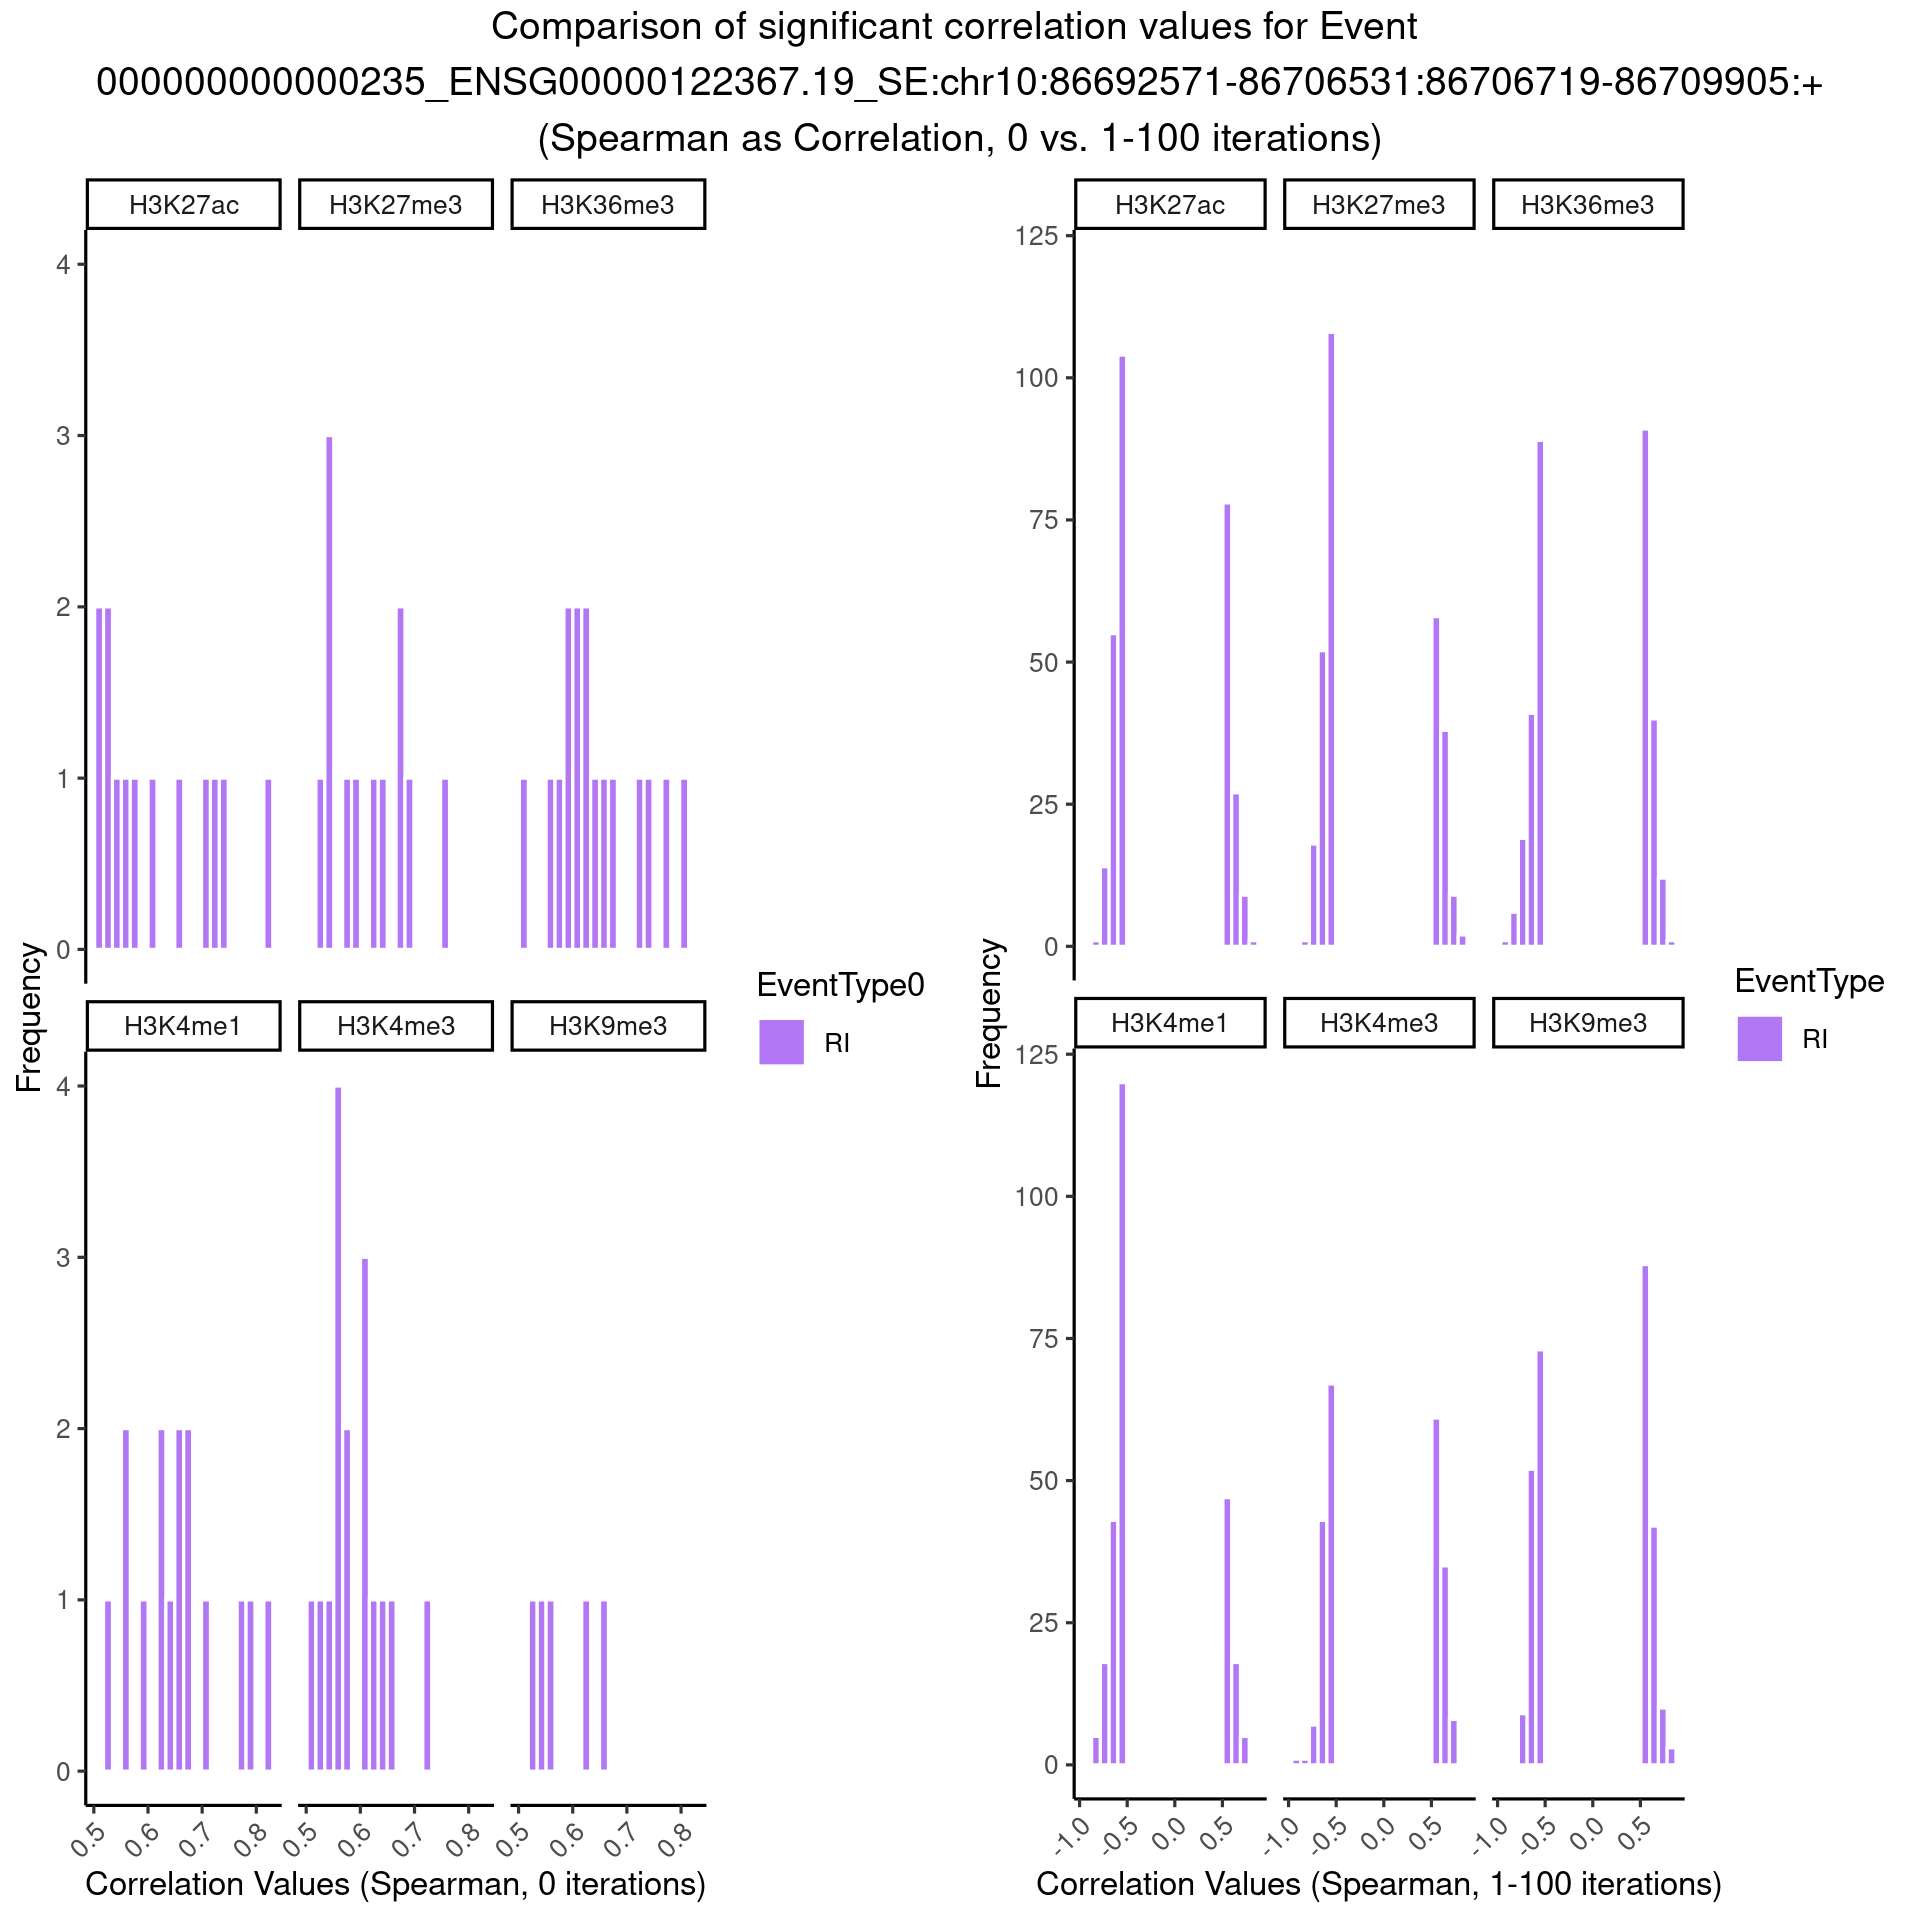 Comparison of significant correlation values for Event
000000000000235_ENSG00000122367.19_SE:chr10:86692571-86706531:86706719-86709905:+
(Spearman as Correlation, 0 vs. 1-100 iterations)
H3K27ac H3K27me3 H3K36me3
4
3
2
1
0
H3K4me1 H3K4me3 H3K9me3
4
3
2
1
0
0.5 0.6 0.7 0.8 0.5 0.6 0.7 0.8 0.5 0.6 0.7 0.8
Frequency
Correlation Values (Spearman, 0 iterations)
EventType0
RI
H3K27ac H3K27me3 H3K36me3
125
100
75
50
25
0
H3K4me1 H3K4me3 H3K9me3
125
100
75
50
25
0
-1.0 -0.5 0.0 0.5 -1.0 -0.5 0.0 0.5 -1.0 -0.5 0.0 0.5
Frequency
Correlation Values (Spearman, 1-100 iterations)
EventType
RI